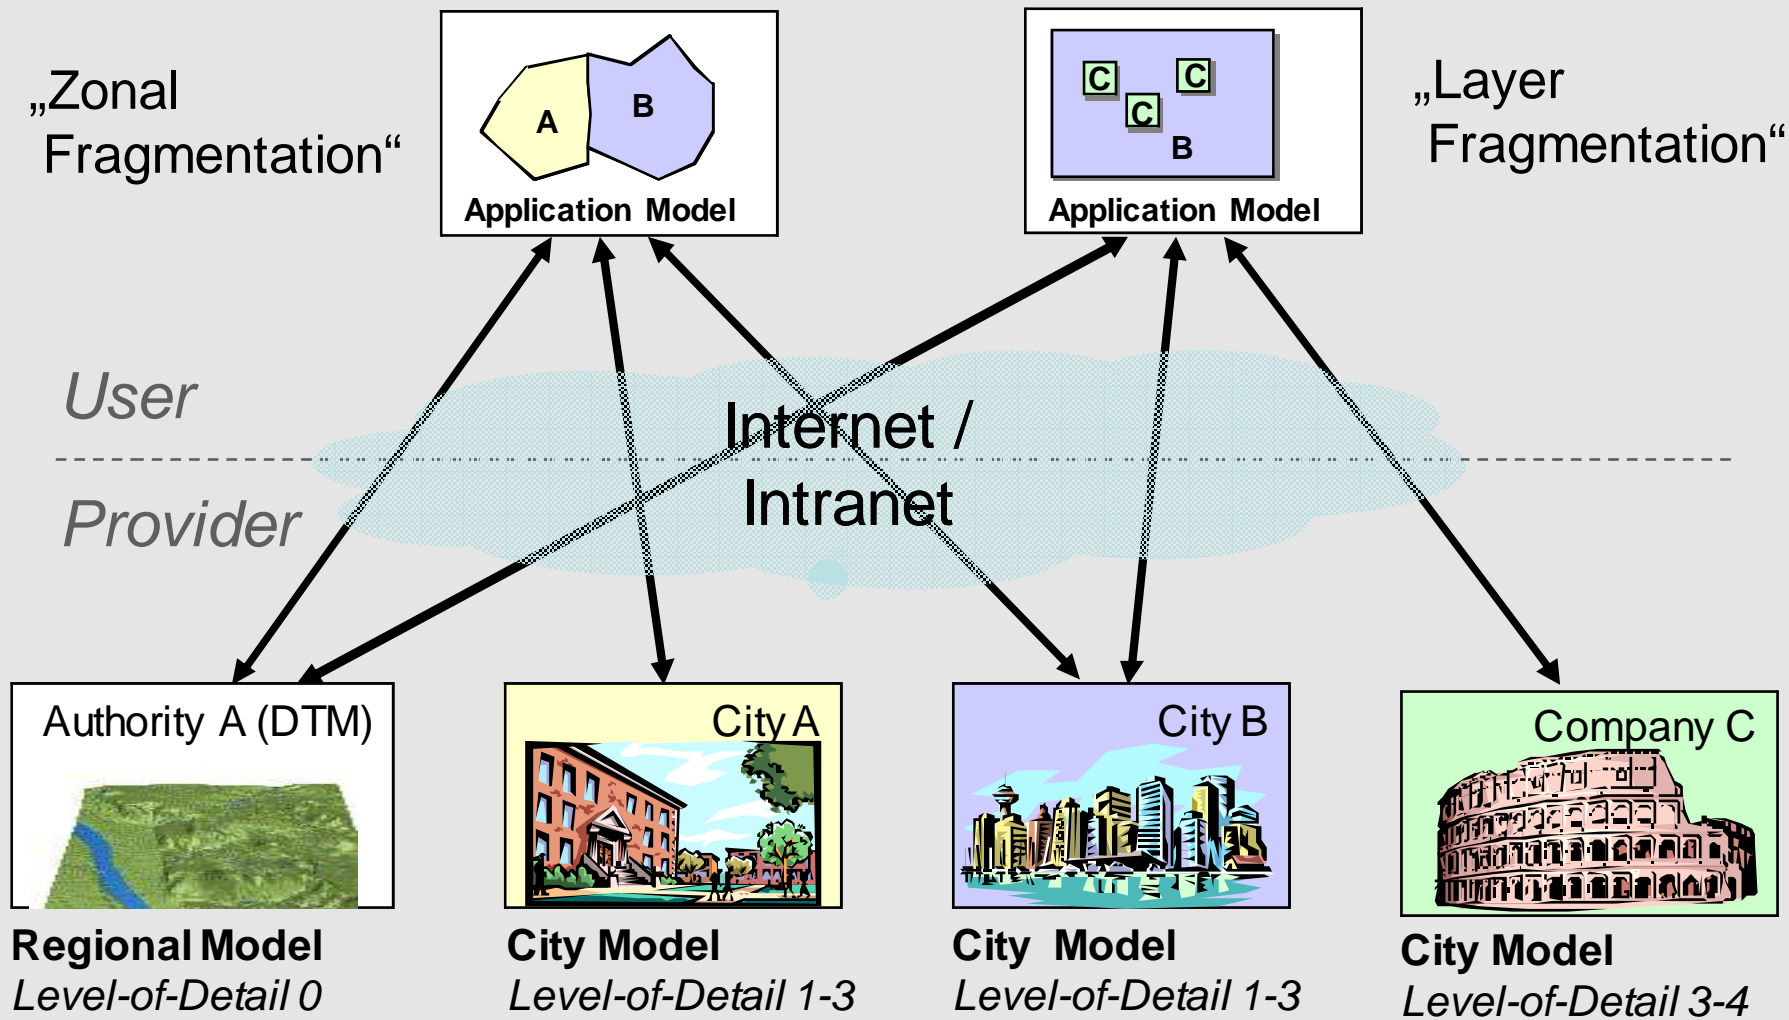 „Zonal
Fragmentation“
A
B
Application Model
C
C
C
B
Application Model
„Layer
Fragmentation“
User
Internet /
Provider
Intranet
Authority A (DTM)
City A
City B
Company C
Regional Model
Level-of-Detail 0
City Model
Level-of-Detail 1-3
City Model
Level-of-Detail 1-3
City Model
Level-of-Detail 3-4